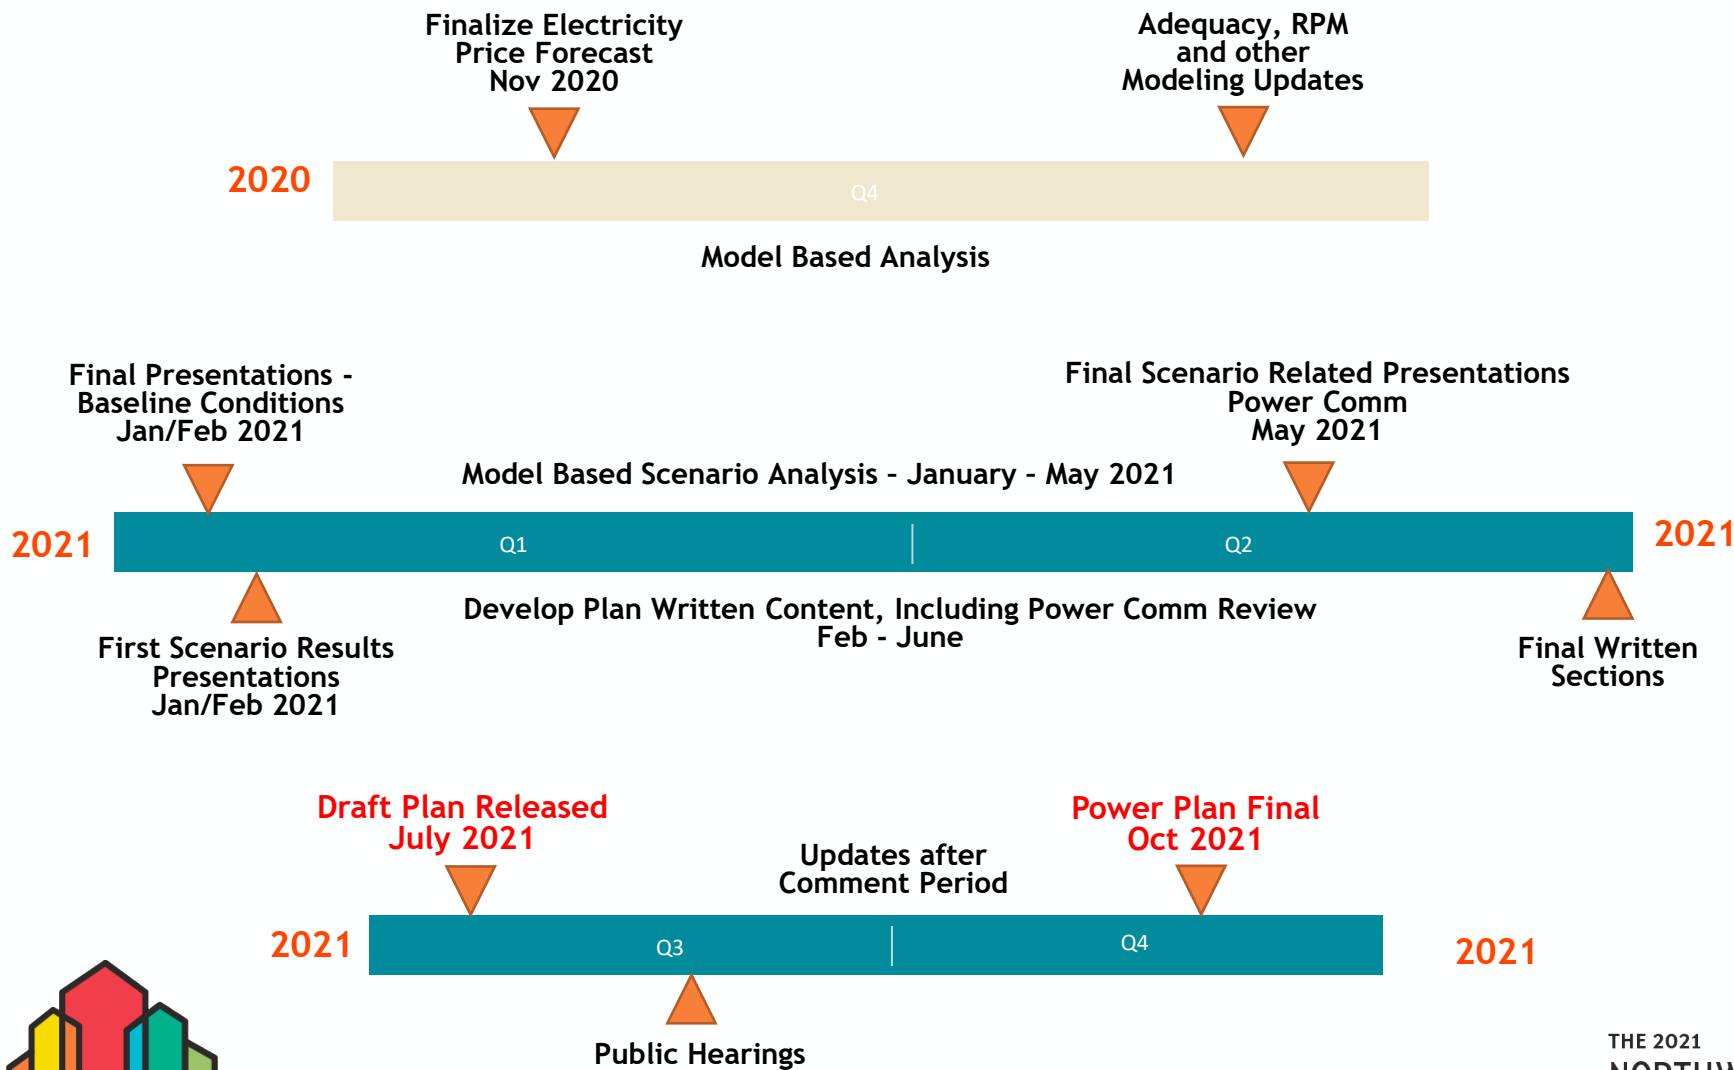 Finalize Electricity
Price Forecast
Nov 2020
Adequacy, RPM
and other
Modeling Updates
2020
Q4
Model Based Analysis
Final Presentations -
Baseline Conditions
Jan/Feb 2021
Final Scenario Related Presentations
Power Comm
May 2021
Model Based Scenario Analysis – January – May 2021
2021
Q1
Q2
2021
Develop Plan Written Content, Including Power Comm Review
Feb - June
First Scenario Results
Presentations
Jan/Feb 2021
Final Written
Sections
Draft Plan Released
July 2021
Updates after
Comment Period
Power Plan Final
Oct 2021
2021
Q3
Q4
2021
Public Hearings
THE 2021